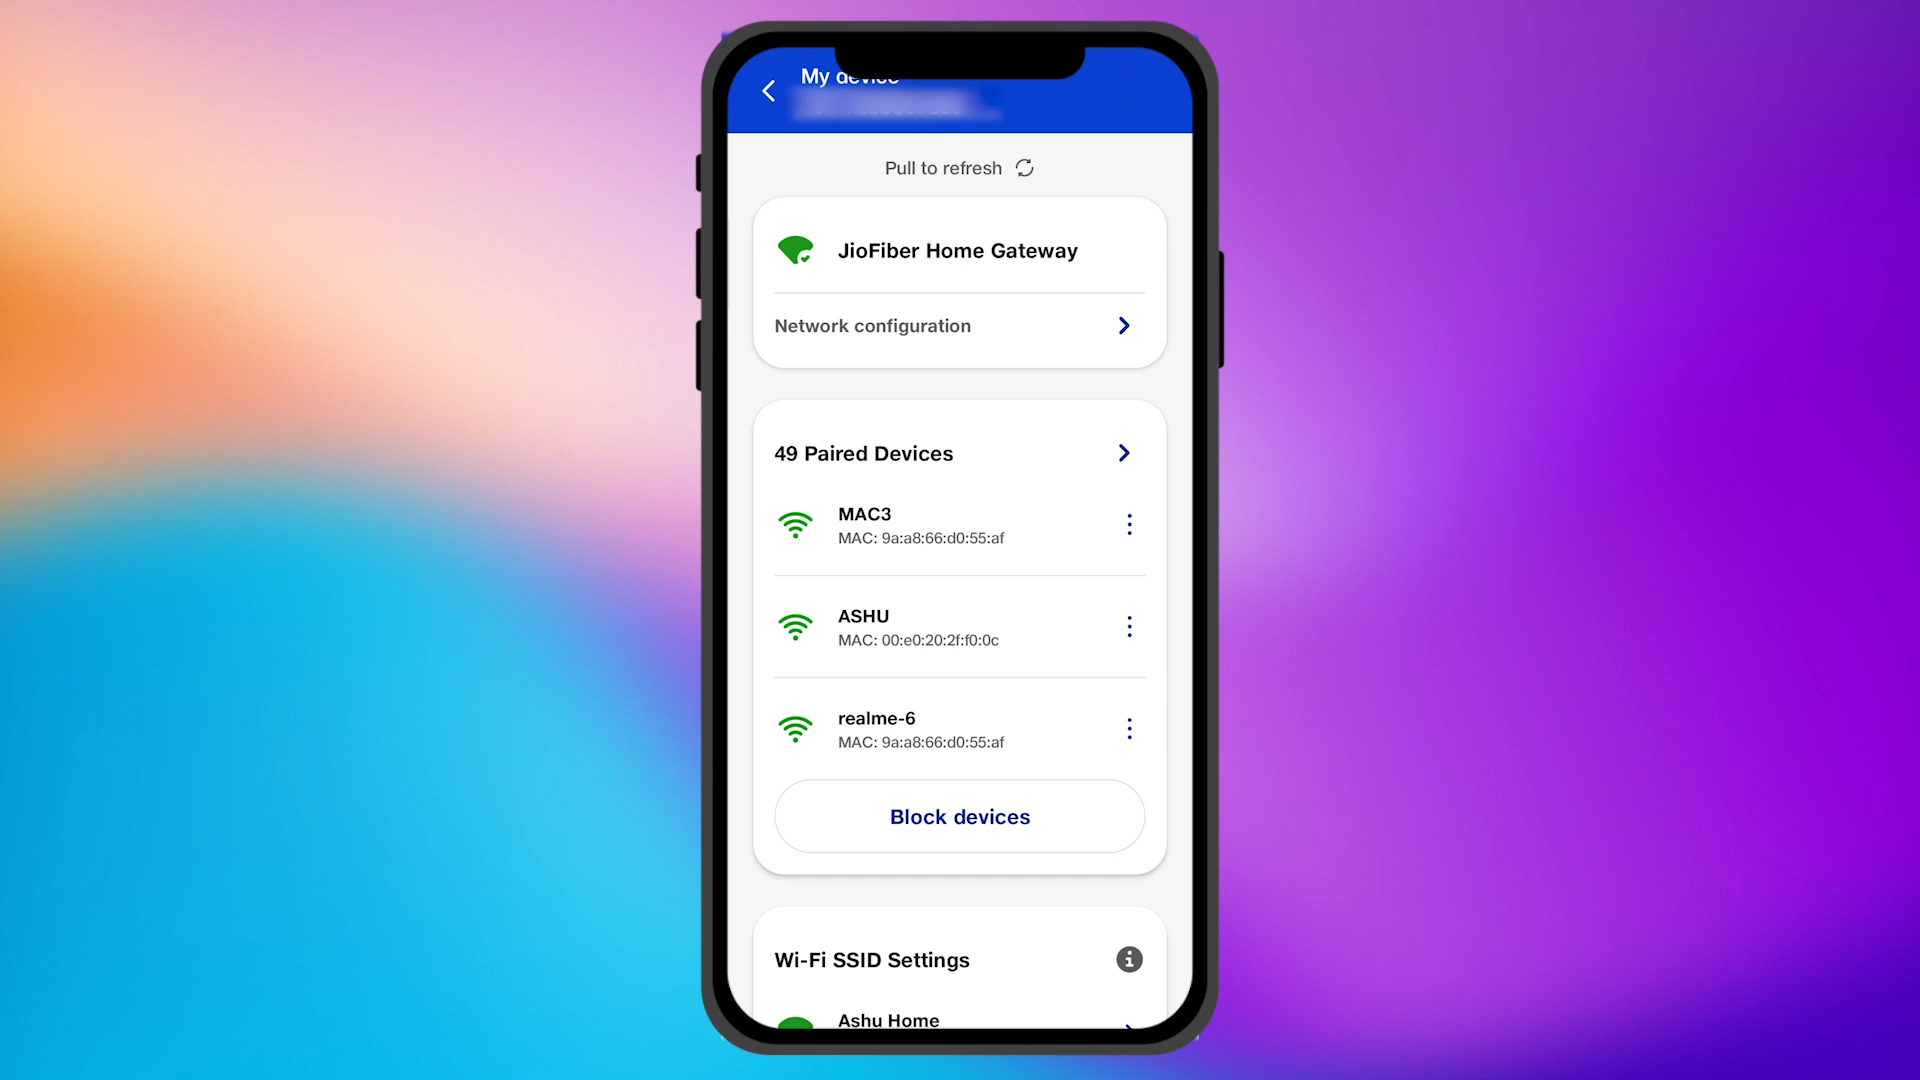 My device
Pull to refresh
JioFiber Home Gateway
Network configuration
49 Paired Devices
MAC3
MAC: 9a:a8:66:d0:55:af
ASHU
MAC: 00:e0:20:2f:f0:0c
realme-6
MAC: 9a:a8:66:d0:55:af
Block devices
Wi-Fi SSID Settings
Ashu Home